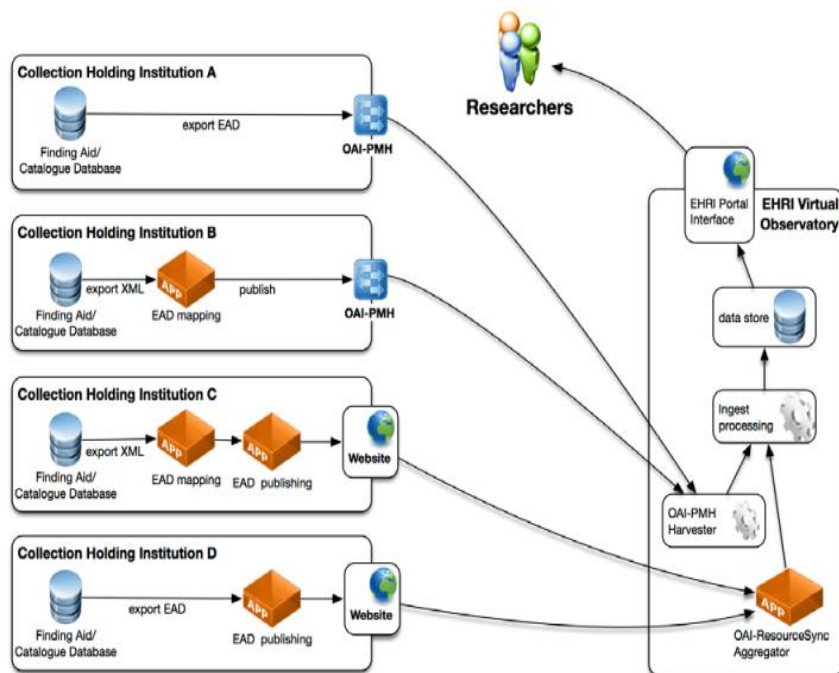 Researchers
Collection Holding Institution A
export EAD
Finding Aid/
Catalogue Database
OAI-PMH
Collection Holding Institution B
export XML
APP
publish
Finding Aid/
Catalogue Database
EAD mapping
OAI-PMH
Collection Holding Institution C
export XML
APP
APP
Website
Finding Aid/
Catalogue Database
EAD mapping
EAD publishing
Collection Holding Institution D
export EAD
APP
Website
Finding Aid/
Catalogue Database
EAD publishing
EHRI Virtual
Observatory
EHRI Portal
Interface
data store
Ingest
processing
OAI-PMH
Harvester
APP
OAI-ResourceSync
Aggregator